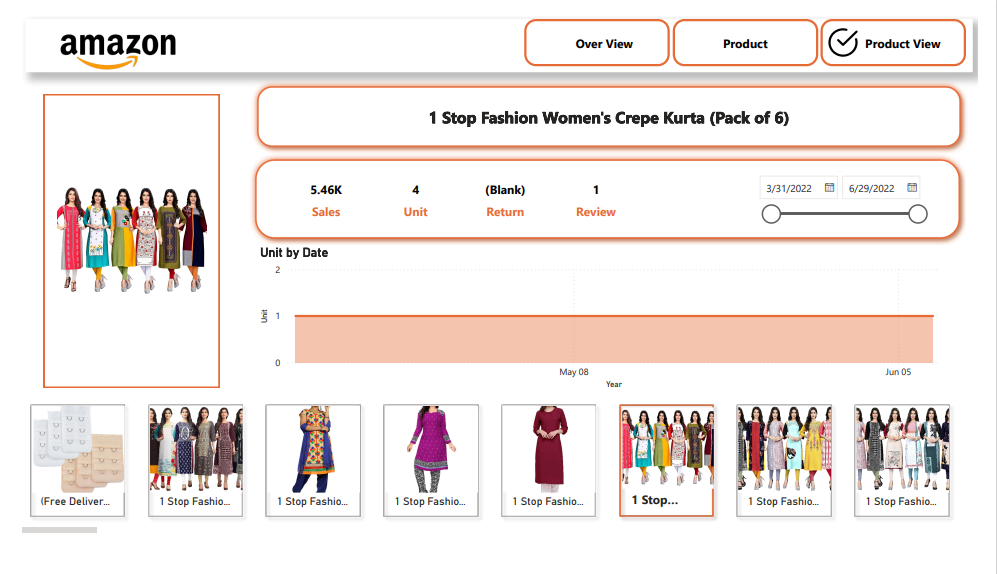 amazon
Over View
Product
Product View
1 Stop Fashion Women's Crepe Kurta (Pack of 6)
5.46K
4
(Blank)
1
Sales
Unit
Return
Review
3/31/2022
6/29/2022
Unit by Date
2
1
0
Unit
May 08
Jun 05
Year
(Free Deliver...
1 Stop Fashio...
1 Stop Fashio...
1 Stop Fashio...
1 Stop Fashio...
1 Stop...
1 Stop Fashio...
1 Stop Fashio...